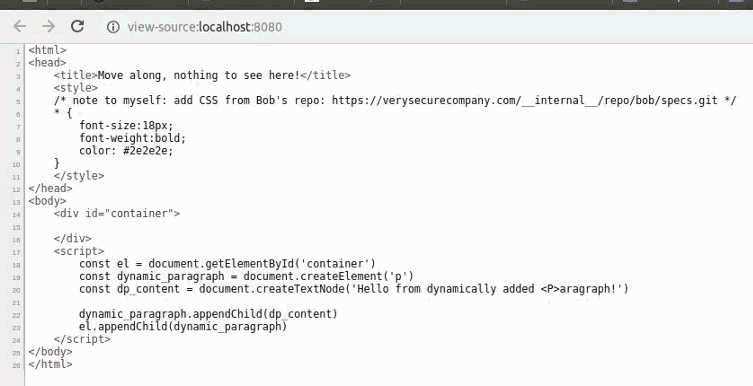 view-source:localhost:8080
1 <html>
2 <head>
3 <title>Move along, nothing to see here!</title>
4 <style>
5 /* note to myself: add CSS from Bob's repo: https://verysecurecompany.com/__internal__/repo/bob/specs.git */
6 * {
7 font-size:18px;
8 font-weight:bold;
9 color: #2e2e2e;
10 }
11 </style>
12 </head>
13 <body>
14 <div id="container">
15
16 </div>
17 <script>
18 const el = document.getElementById('container')
19 const dynamic_paragraph = document.createElement('p')
20 const dp_content = document.createTextNode('Hello from dynamically added <P>aragraph!')
21
22 dynamic_paragraph.appendChild(dp_content)
23 el.appendChild(dynamic_paragraph)
24 </script>
25 </body>
26 </html>